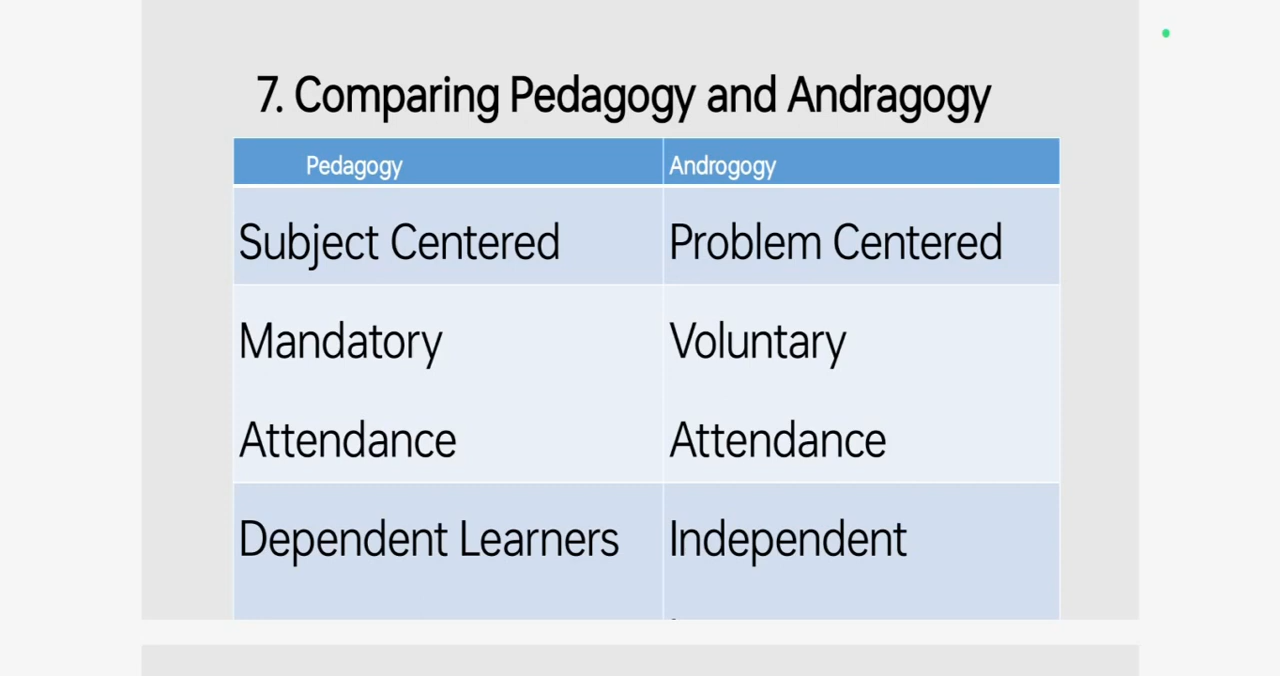 7. Comparing Pedagogy and Andragogy
Pedagogy Androgogy
Subject Centered Problem Centered
Mandatory Voluntary
Attendance Attendance
Dependent Learners Independent